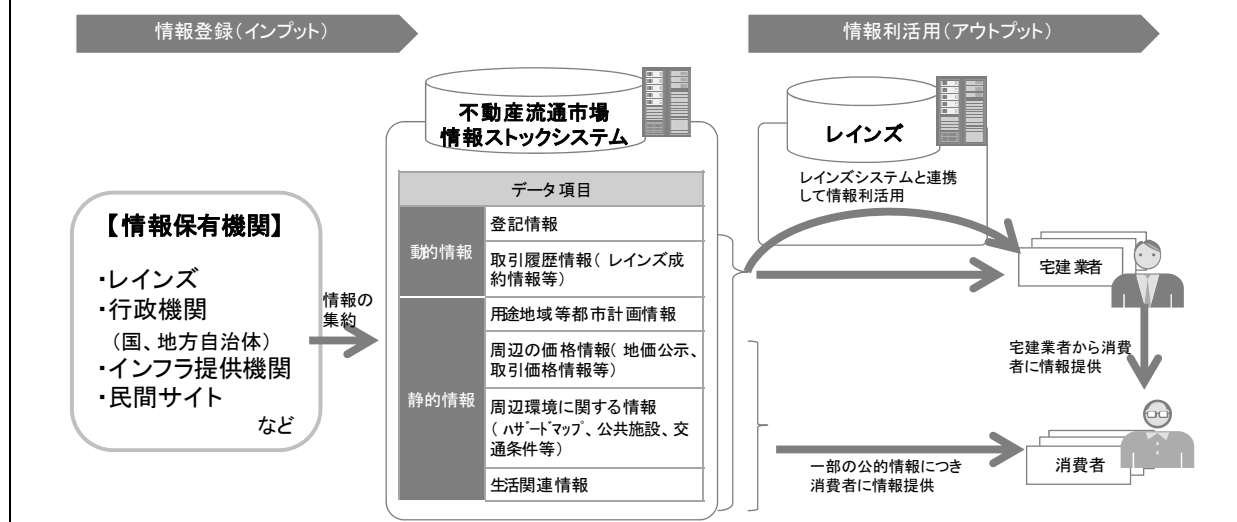 情報登録(インプット)
情報利活用(アウトプット)
不動産流通市場
情報ストックシステム
レインズ
レインズシステムと連携
して情報利活用
【情報保有機関】
・レインズ
・行政機関
(国、地方自治体)
・インフラ提供機関
・民間サイト
など
情報の
集約
データ項目
動的情報
登記情報
取引履歴情報(レインズ成
約情報等)
静的情報
用途地域等都市計画情報
周辺の価格情報(地価公示、
取引価格情報等)
周辺環境に関する情報
(ハザードマップ、公共施設、交
通条件等)
生活関連情報
宅建業者
宅建業者から消費
者に情報提供
消費者
一部の公的情報につき
消費者に情報提供